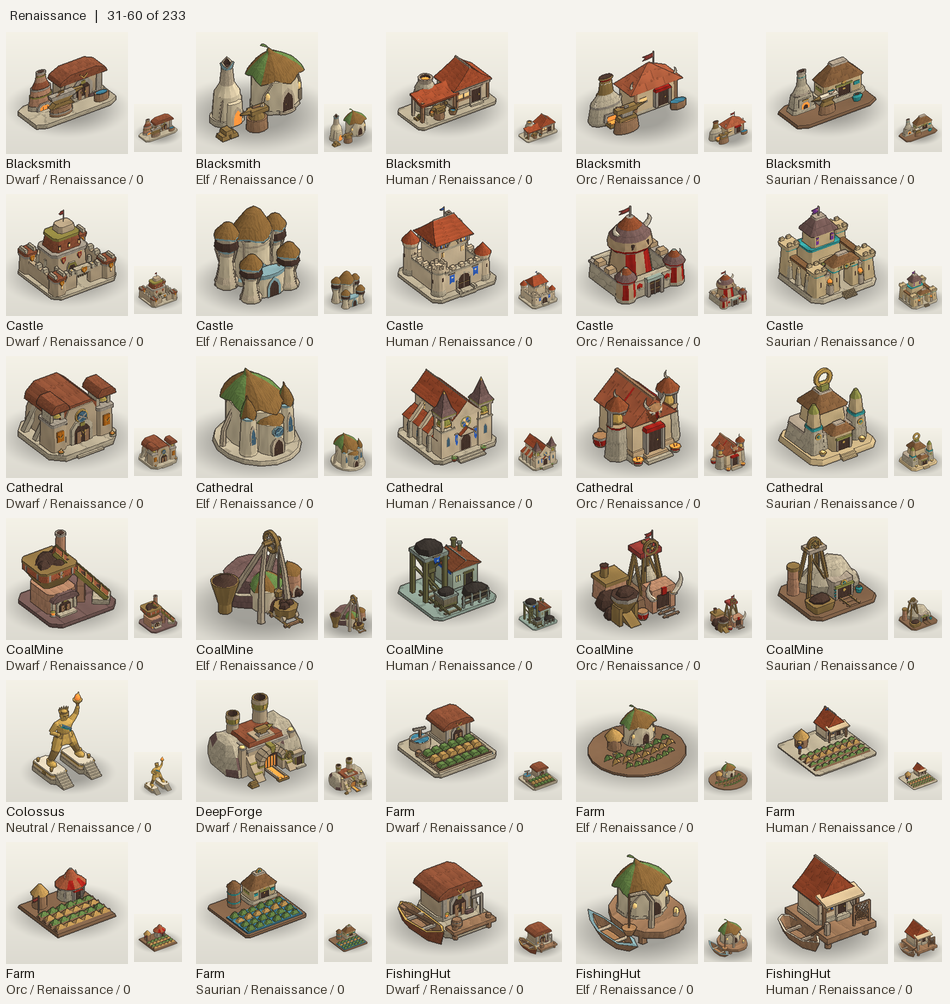 Renaissance | 31-60 of 233
Blacksmith Blacksmith Blacksmith Blacksmith Blacksmith
Dwarf / Renaissance / 0 Elf / Renaissance / 0 Human / Renaissance / 0 Orc / Renaissance / 0 Saurian / Renaissance / 0
Castle Castle Castle Castle Castle
Dwarf / Renaissance / 0 Elf / Renaissance / 0 Human / Renaissance / 0 Orc / Renaissance / 0 Saurian / Renaissance / 0
Cathedral Cathedral Cathedral Cathedral Cathedral
Dwarf / Renaissance / 0 Elf / Renaissance / 0 Human / Renaissance / 0 Orc / Renaissance / 0 Saurian / Renaissance / 0
CoalMine CoalMine CoalMine CoalMine CoalMine
Dwarf / Renaissance / 0 Elf / Renaissance / 0 Human / Renaissance / 0 Orc / Renaissance / 0 Saurian / Renaissance / 0
Colossus DeepForge Farm Farm Farm
Neutral / Renaissance / 0 Dwarf / Renaissance / 0 Dwarf / Renaissance / 0 Elf / Renaissance / 0 Human / Renaissance / 0
Farm Farm FishingHut FishingHut FishingHut
Orc / Renaissance / 0 Saurian / Renaissance / 0 Dwarf / Renaissance / 0 Elf / Renaissance / 0 Human / Renaissance / 0